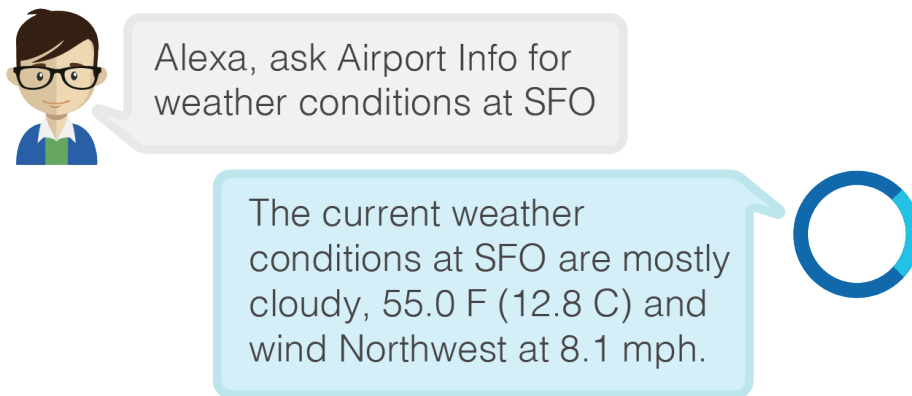 Alexa, ask Airport Info for
weather conditions at SFO
The current weather
conditions at SFO are mostly
cloudy, 55.0 F (12.8 C) and
wind Northwest at 8.1 mph.